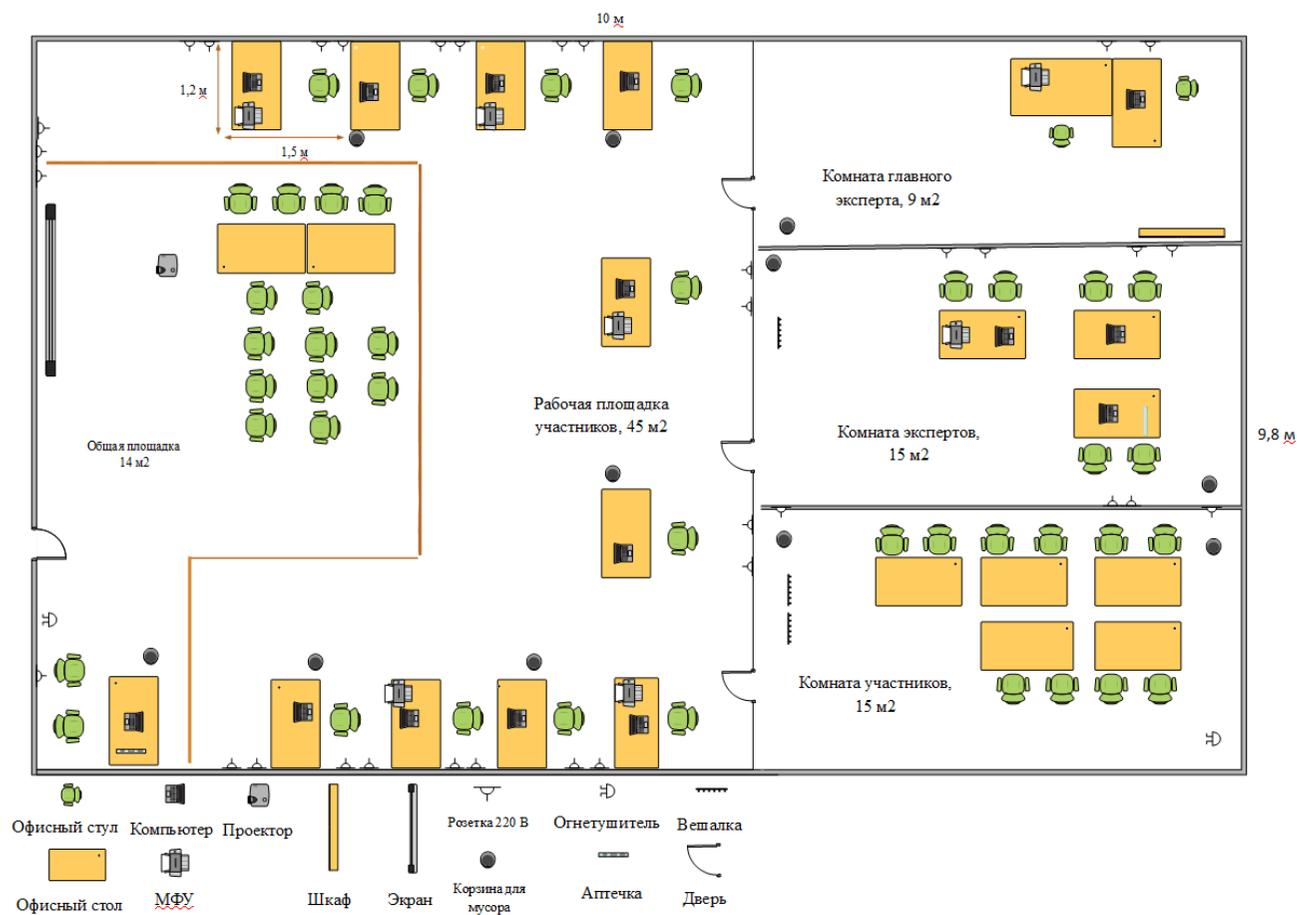 10 м
1,2 м
1,5 м
Комната главного
эксперта, 9 м2
Рабочая площадка
участников, 45 м2
Комната экспертов,
15 м2
9,8 м
Общая площадка
14 м2
Комната участников,
15 м2
Офисный стул
Компьютер
Проектор
Розетка 220 В
Огнетушитель
Вешалка
Офисный стол
МФУ
Шкаф
Экран
Корзина для
мусора
Аптечка
Дверь